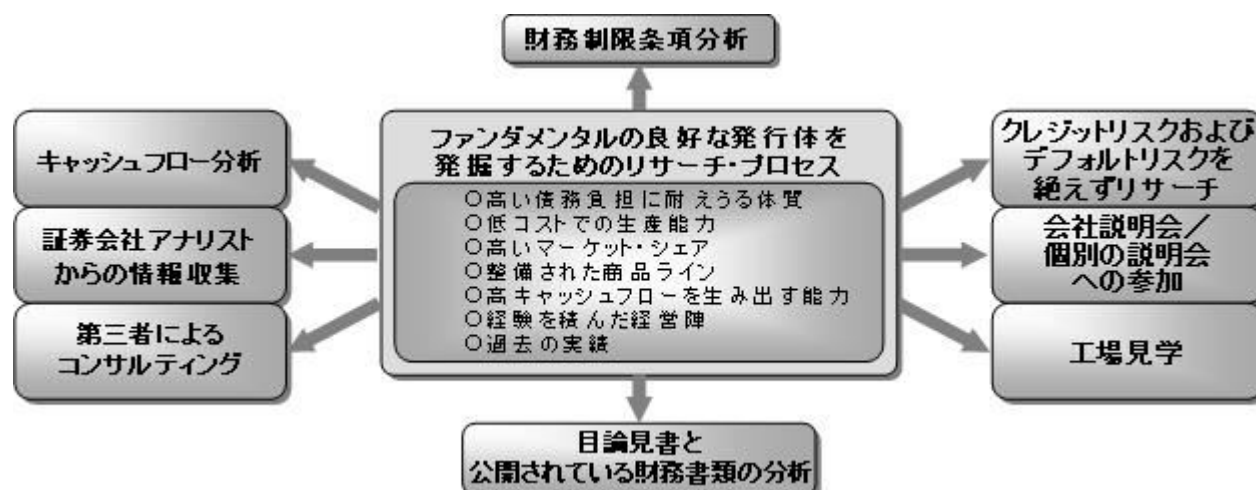 財務制限条項分析
キャッシュフロー分析
証券会社アナリスト
からの情報収集
第三者による
コンサルティング
ファンダメンタルの良好な発行体を
発掘するためのリサーチ・プロセス
○高い債務負担に耐えうる体質
○低コストでの生産能力
○高いマーケット・シェア
○整備された商品ライン
○高キャッシュフローを生み出す能力
○経験を積んだ経営陣
○過去の実績
クレジットリスクおよび
デフォルトリスクを
絶えずリサーチ
会社説明会／
個別の説明会
への参加
工場見学
目論見書と
公開されている財務書類の分析